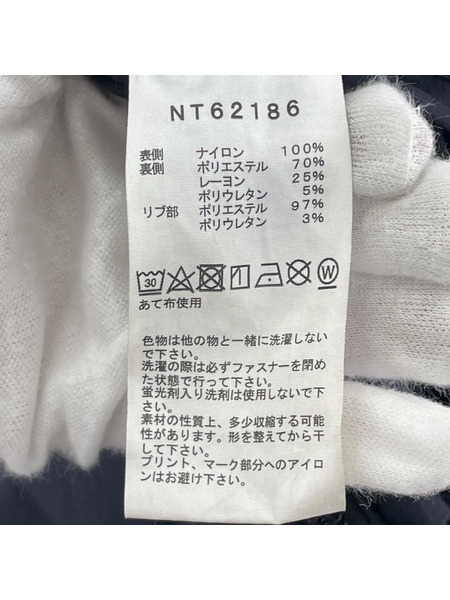 NT62186
表側 ナイロン 100%
裏側 ポリエステル 70%
レーヨン 25%
ポリウレタン 5%
リブ部 ポリエステル 97%
ポリウレタン 3%
30 W
あて布使用
色物は他の物と一緒に洗濯しない
で下さい。
洗濯の際は必ずファスナーを閉め
た状態で行って下さい。
蛍光剤入り洗剤は使用しないで下
さい。
素材の性質上、多少収縮する可能
性があります。形を整えてから干
して下さい。
プリント、マーク部分へのアイロ
ンはお避け下さい。